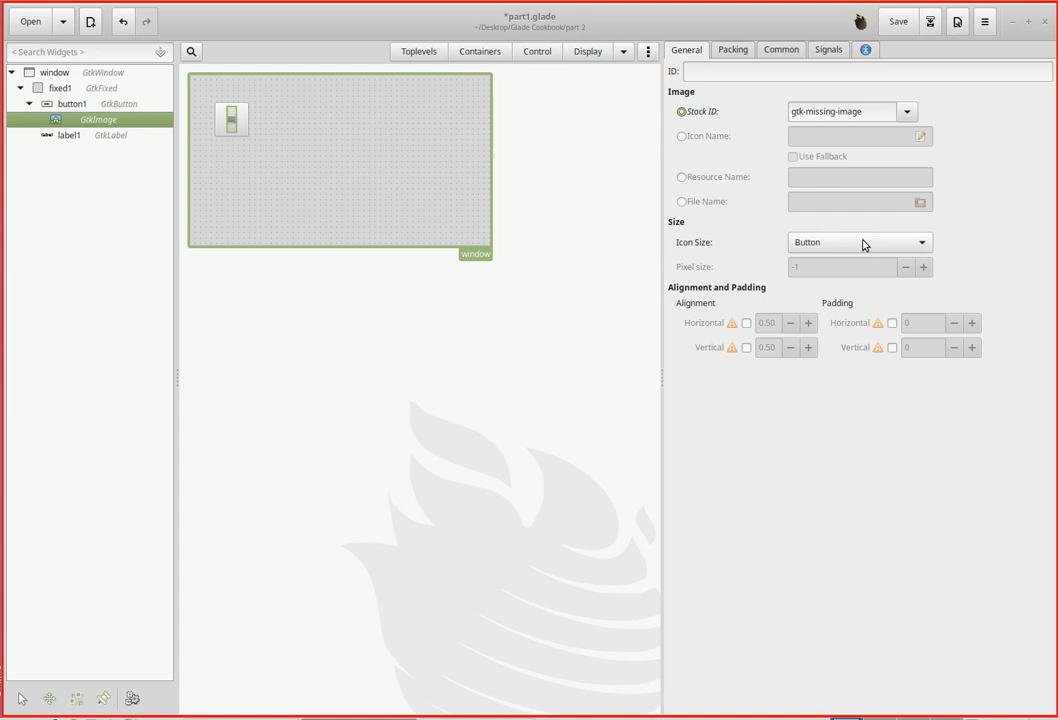 Open
*part1.glade
~/Desktop/Glade Cookbook/part 2
Save
< Search Widgets >
window GtkWindow
fixed1 GtkFixed
button1 GtkButton
GtkImage
label1 GtkLabel
Toplevels Containers Control Display
window
General Packing Common Signals
ID:
Image
Stock ID: gtk-missing-image
Icon Name:
Use Fallback
Resource Name:
File Name:
Size
Icon Size: Button
Pixel size: -1
Alignment and Padding
Alignment Padding
Horizontal 0.50 Horizontal 0
Vertical 0.50 Vertical 0